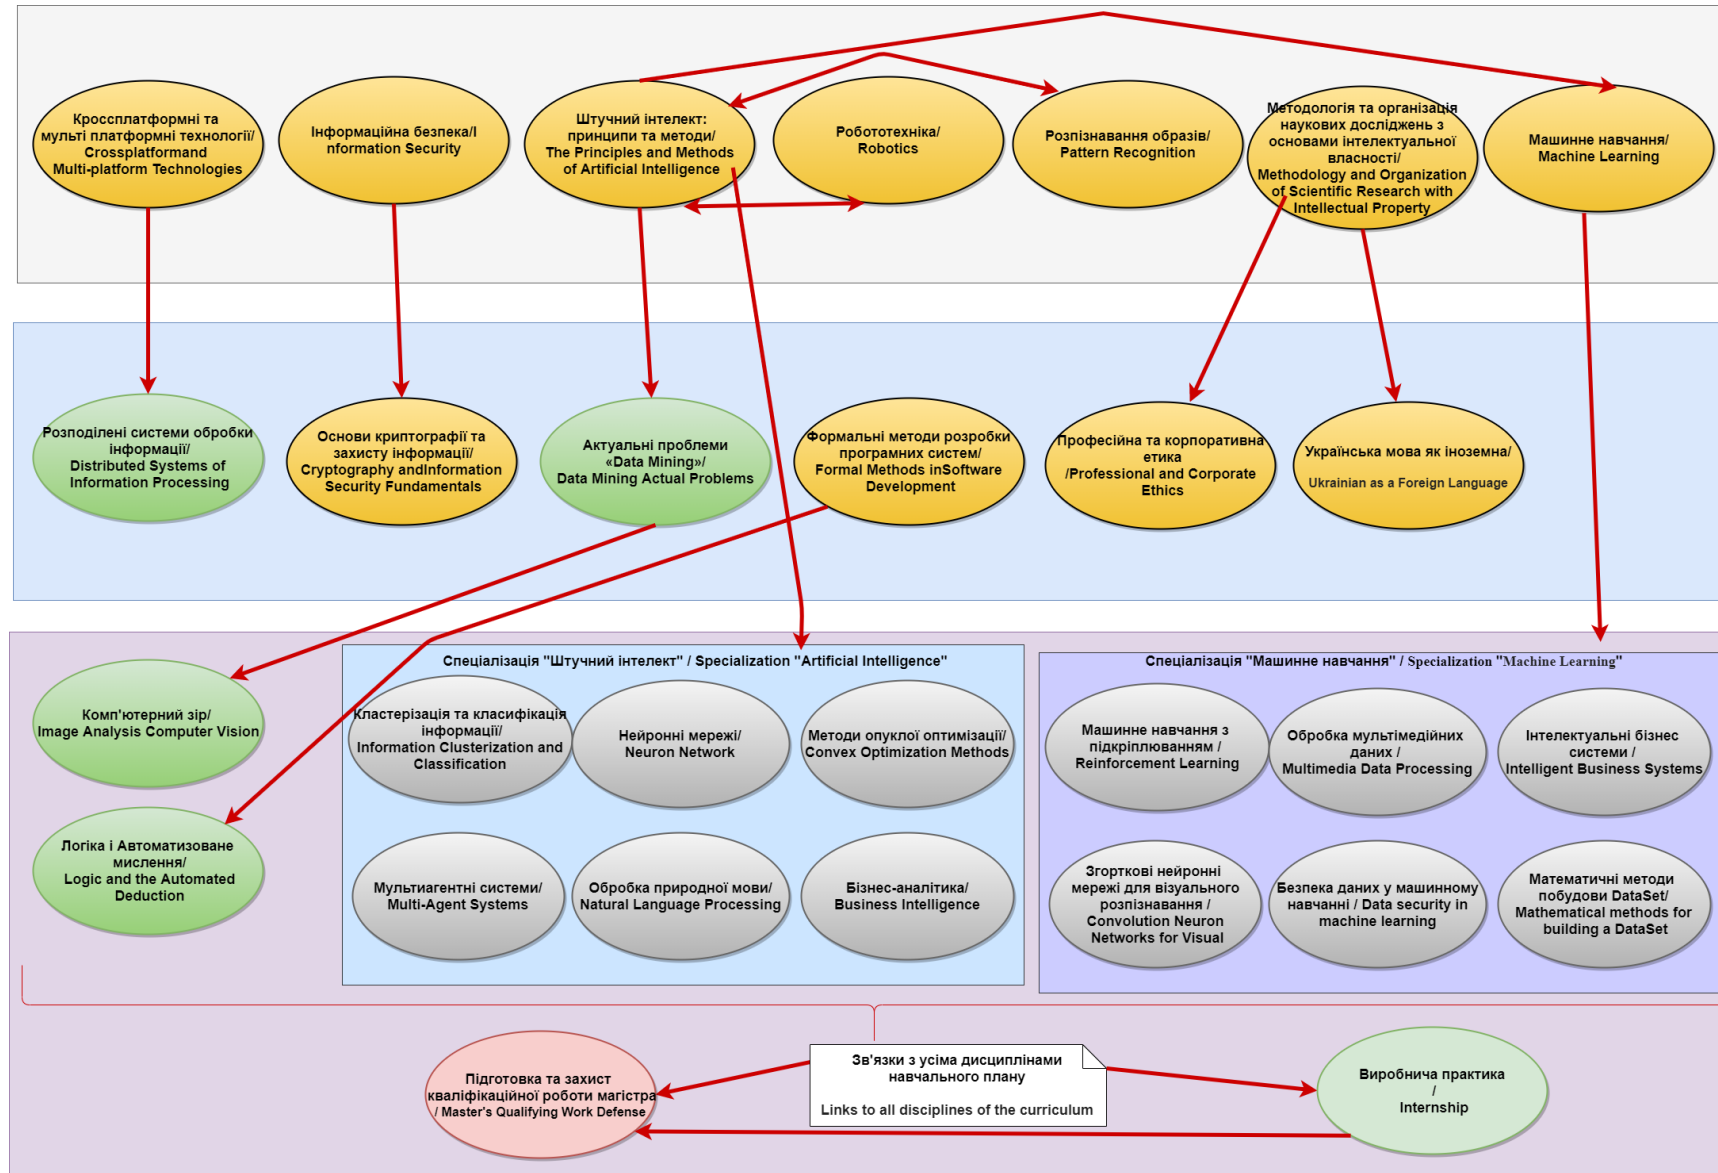 Кроссплатформні та
мульті платформні технології/
Crossplatformand
Multi-platform Technologies
Інформаційна безпека/I
nformation Security
Штучний інтелект:
принципи та методи/
The Principles and Methods
of Artificial Intelligence
Робототехніка/
Robotics
Розпізнавання образів/
Pattern Recognition
Методологія та організація
наукових досліджень з
основами інтелектуальної
власності/
Methodology and Organization
of Scientific Research with
Intellectual Property
Машинне навчання/
Machine Learning
Розподілені системи обробки
інформації/
Distributed Systems of
Information Processing
Основи криптографії та
захисту інформації/
Cryptography andInformation
Security Fundamentals
Актуальні проблеми
«Data Mining»/
Data Mining Actual Problems
Формальні методи розробки
програмних систем/
Formal Methods inSoftware
Development
Професійна та корпоративна
етика
/Professional and Corporate
Ethics
Українська мова як іноземна/
Ukrainian as a Foreign Language
Комп'ютерний зір/
Image Analysis Computer Vision
Логіка і Автоматизоване
мислення/
Logic and the Automated
Deduction
Спеціалізація "Штучний інтелект" / Specialization "Artificial Intelligence"
Кластерізація та класифікація
інформації/
Information Clusterization and
Classification
Нейронні мережі/
Neuron Network
Методи опуклої оптимізації/
Convex Optimization Methods
Мультиагентні системи/
Multi-Agent Systems
Обробка природної мови/
Natural Language Processing
Бізнес-аналітика/
Business Intelligence
Спеціалізація "Машинне навчання" / Specialization "Machine Learning"
Машинне навчання з
підкріплюванням /
Reinforcement Learning
Обробка мультімедійних
даних /
Multimedia Data Processing
Інтелектуальні бізнес
системи /
Intelligent Business Systems
Згорткові нейронні
мережі для візуального
розпізнавання /
Convolution Neuron
Networks for Visual
Безпека даних у машинному
навчанні / Data security in
machine learning
Математичні методи
побудови DataSet/
Mathematical methods for
building a DataSet
Підготовка та захист
кваліфікаційної роботи магістра
/ Master's Qualifying Work Defense
Зв'язки з усіма дисциплінами
навчального плану
Links to all disciplines of the curriculum
Виробнича практика
/
Internship